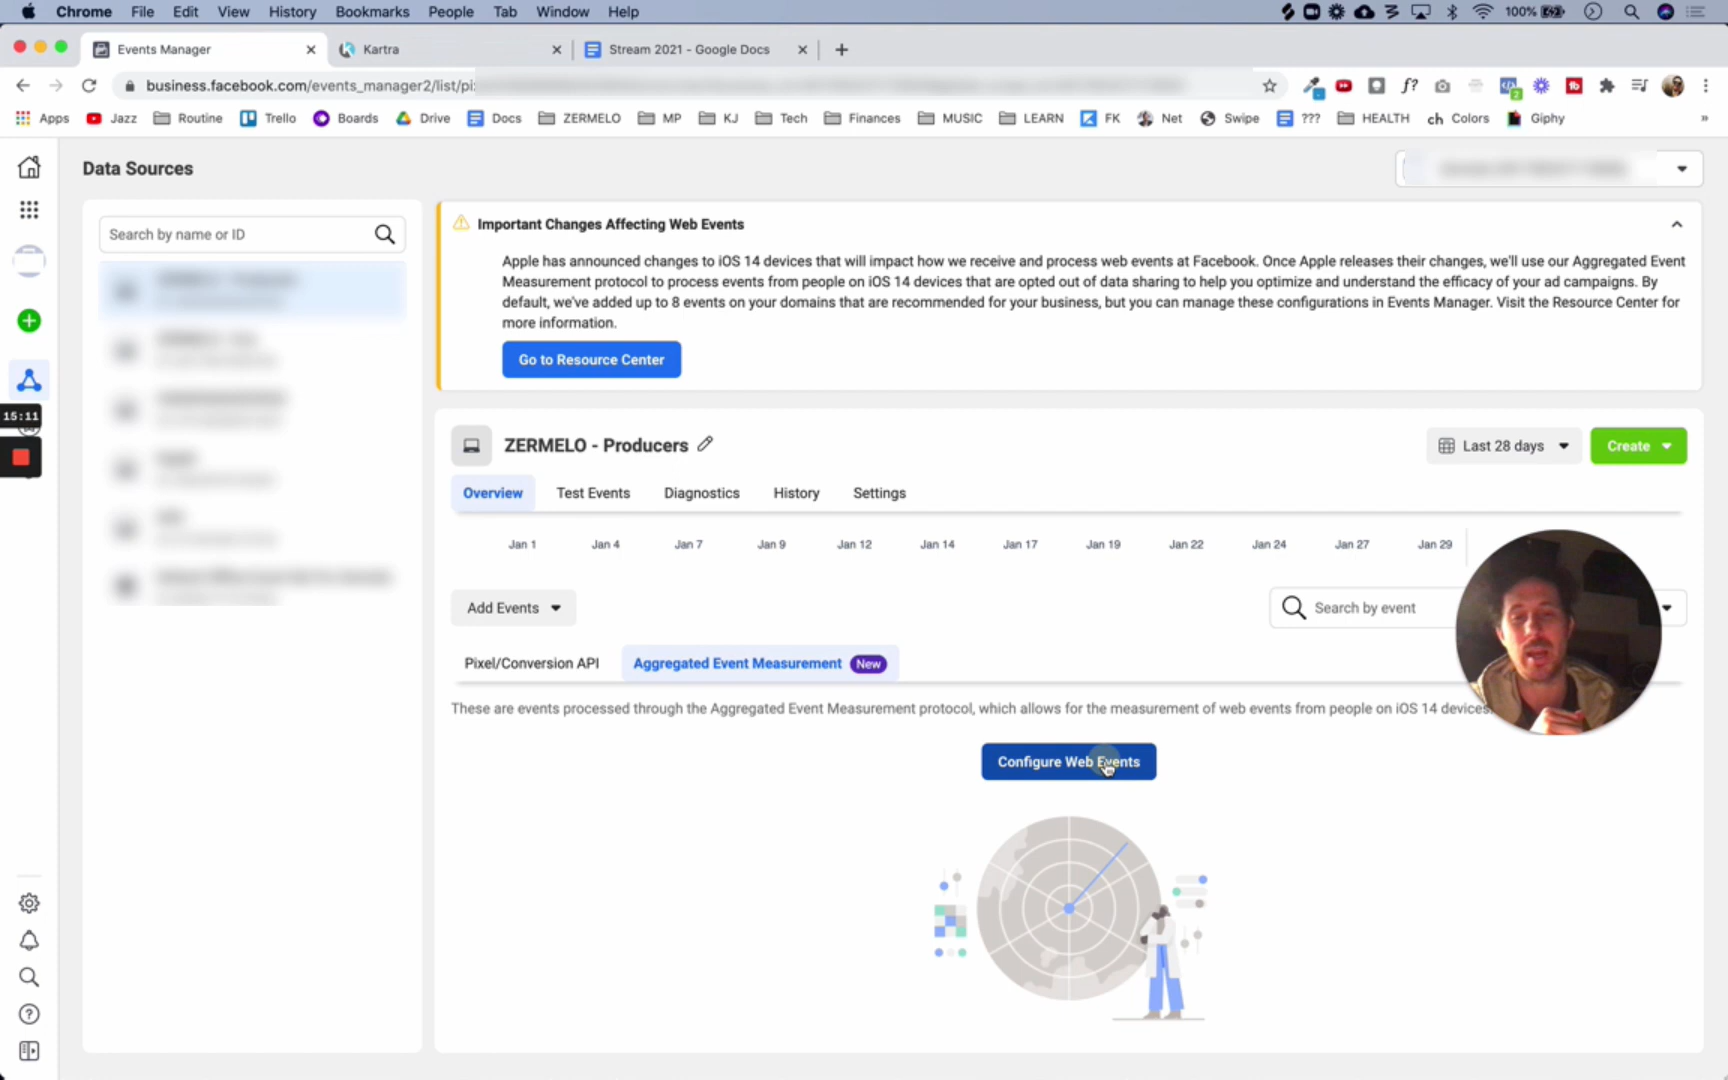 Chrome File Edit View History Bookmarks People Tab Window Help 100%
Events Manager Kartra Stream 2021 - Google Docs
business.facebook.com/events_manager2/list/pi
Apps Jazz Routine Trello Boards Drive Docs ZERMELO MP KJ Tech Finances MUSIC LEARN FK Net Swipe ??? HEALTH ch Colors Giphy »
Data Sources
Search by name or ID
Important Changes Affecting Web Events
Apple has announced changes to iOS 14 devices that will impact how we receive and process web events at Facebook. Once Apple releases their changes, we'll use our Aggregated Event
Measurement protocol to process events from people on iOS 14 devices that are opted out of data sharing to help you optimize and understand the efficacy of your ad campaigns. By
default, we've added up to 8 events on your domains that are recommended for your business, but you can manage these configurations in Events Manager. Visit the Resource Center for
more information.
Go to Resource Center
15:11
ZERMELO - Producers
Last 28 days
Create
Overview Test Events Diagnostics History Settings
Jan 1 Jan 4 Jan 7 Jan 9 Jan 12 Jan 14 Jan 17 Jan 19 Jan 22 Jan 24 Jan 27 Jan 29
Add Events
Search by event
Pixel/Conversion API Aggregated Event Measurement New
These are events processed through the Aggregated Event Measurement protocol, which allows for the measurement of web events from people on iOS 14 devices.
Configure Web Events